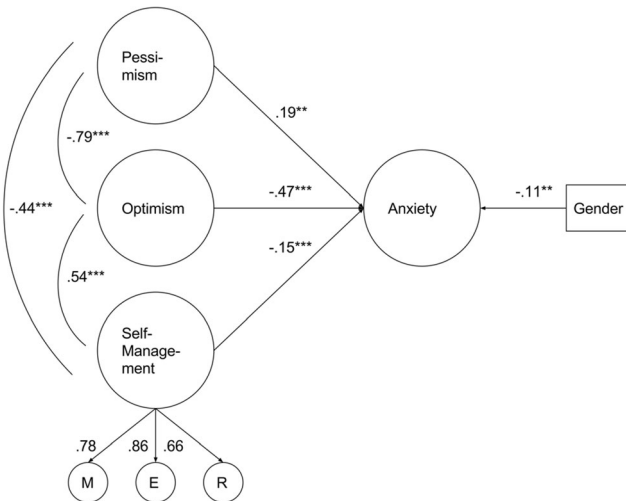 Pessi-
mism
.19**
-.79***
-.44***
Optimism
-.47***
Anxiety
-.11**
Gender
-.15***
.54***
Self-
Manage-
ment
.78
.86
.66
M
E
R